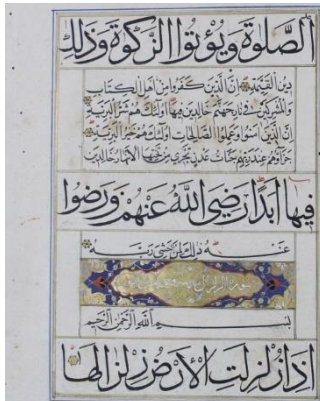 الصلوة ويؤتوا الزكوة وذلك
دين القيمة ان الذين كفروا من اهل الكتاب
والمشركين في نار جهنم خالدين فيها اولئك هم شر البرية
ان الذين امنوا وعملوا الصالحات اولئك هم خير البرية
جزاؤهم عند ربهم جنات عدن تجري من تحتها الانهار خالدين
فيها ابدا رضي الله عنهم ورضوا
عنه ذلك لمن خشي ربه
بسم الله الرحمن الرحيم
اذا زلزلت الارض زلزالها